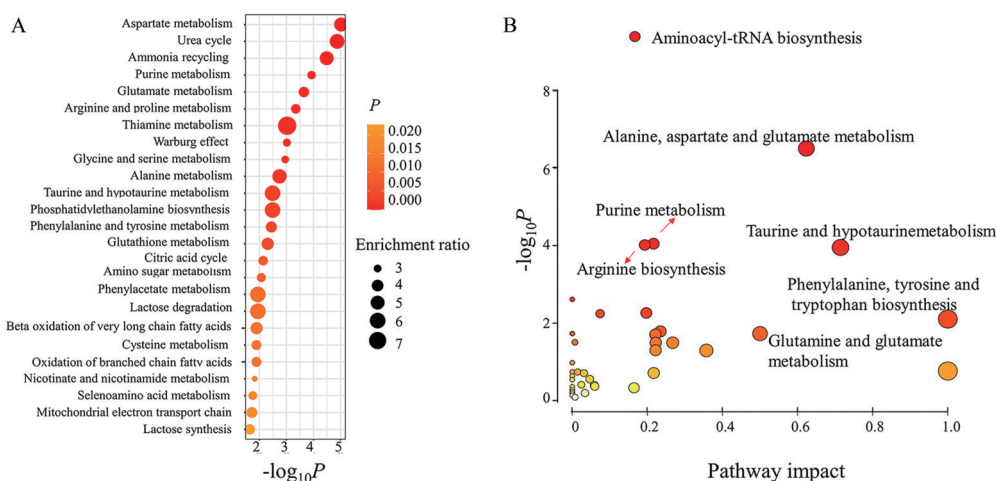 A
Aspartate metabolism
Urea cycle
Ammonia recycling
Purine metabolism
Glutamate metabolism
Arginine and proline metabolism
Thiamine metabolism
Warburg effect
Glycine and serine metabolism
Alanine metabolism
Taurine and hypotaurine metabolism
Phosphatidylethanolamine biosynthesis
Phenylalanine and tyrosine metabolism
Glutathione metabolism
Citric acid cycle
Amino sugar metabolism
Phenylacetate metabolism
Lactose degradation
Beta oxidation of very long chain fatty acids
Cysteine metabolism
Oxidation of branched chain fatty acids
Nicotinate and nicotinamide metabolism
Selenoamino acid metabolism
Mitochondrial electron transport chain
Lactose synthesis
2 3 4 5
-log10P
P
0.020
0.015
0.010
0.005
0.000
Enrichment ratio
3
4
5
6
7
B
Aminoacyl-tRNA biosynthesis
8
6
4
2
0
-log10P
Alanine, aspartate and glutamate metabolism
Purine metabolism
Arginine biosynthesis
Taurine and hypotaurinemetabolism
Phenylalanine, tyrosine and
tryptophan biosynthesis
Glutamine and glutamate
metabolism
0 0.2 0.4 0.6 0.8 1.0
Pathway impact